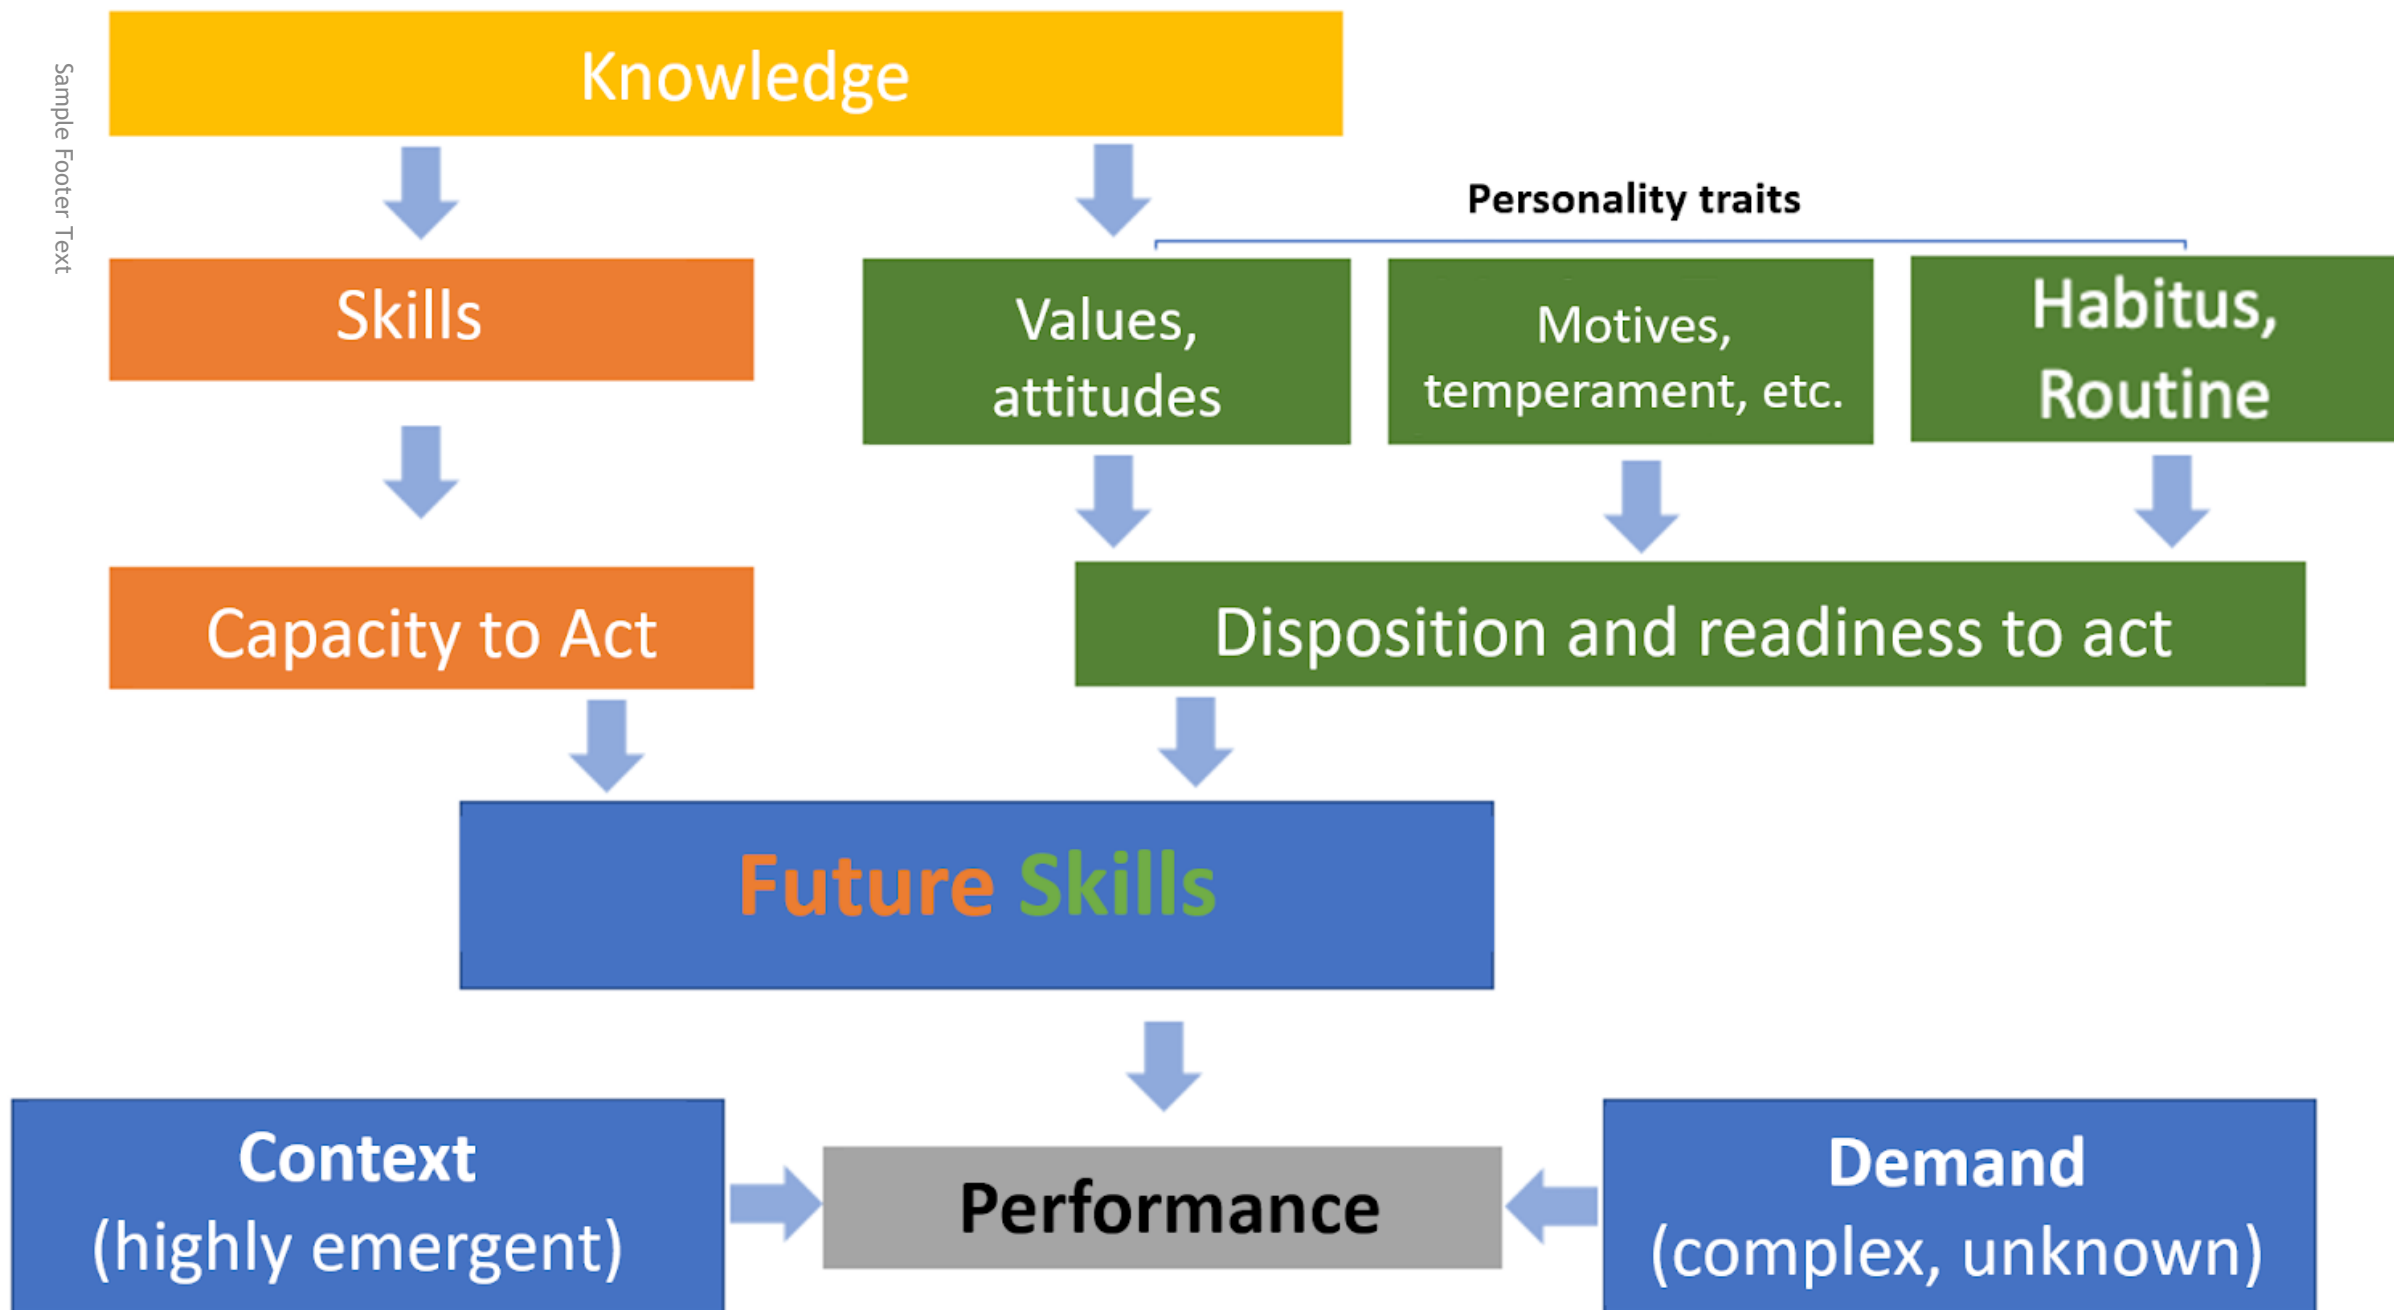 Sample Footer Text
Knowledge
Personality traits
Skills
Values,
attitudes
Motives,
temperament, etc.
Habitus,
Routine
Capacity to Act
Disposition and readiness to act
Future Skills
Context
(highly emergent)
Performance
Demand
(complex, unknown)